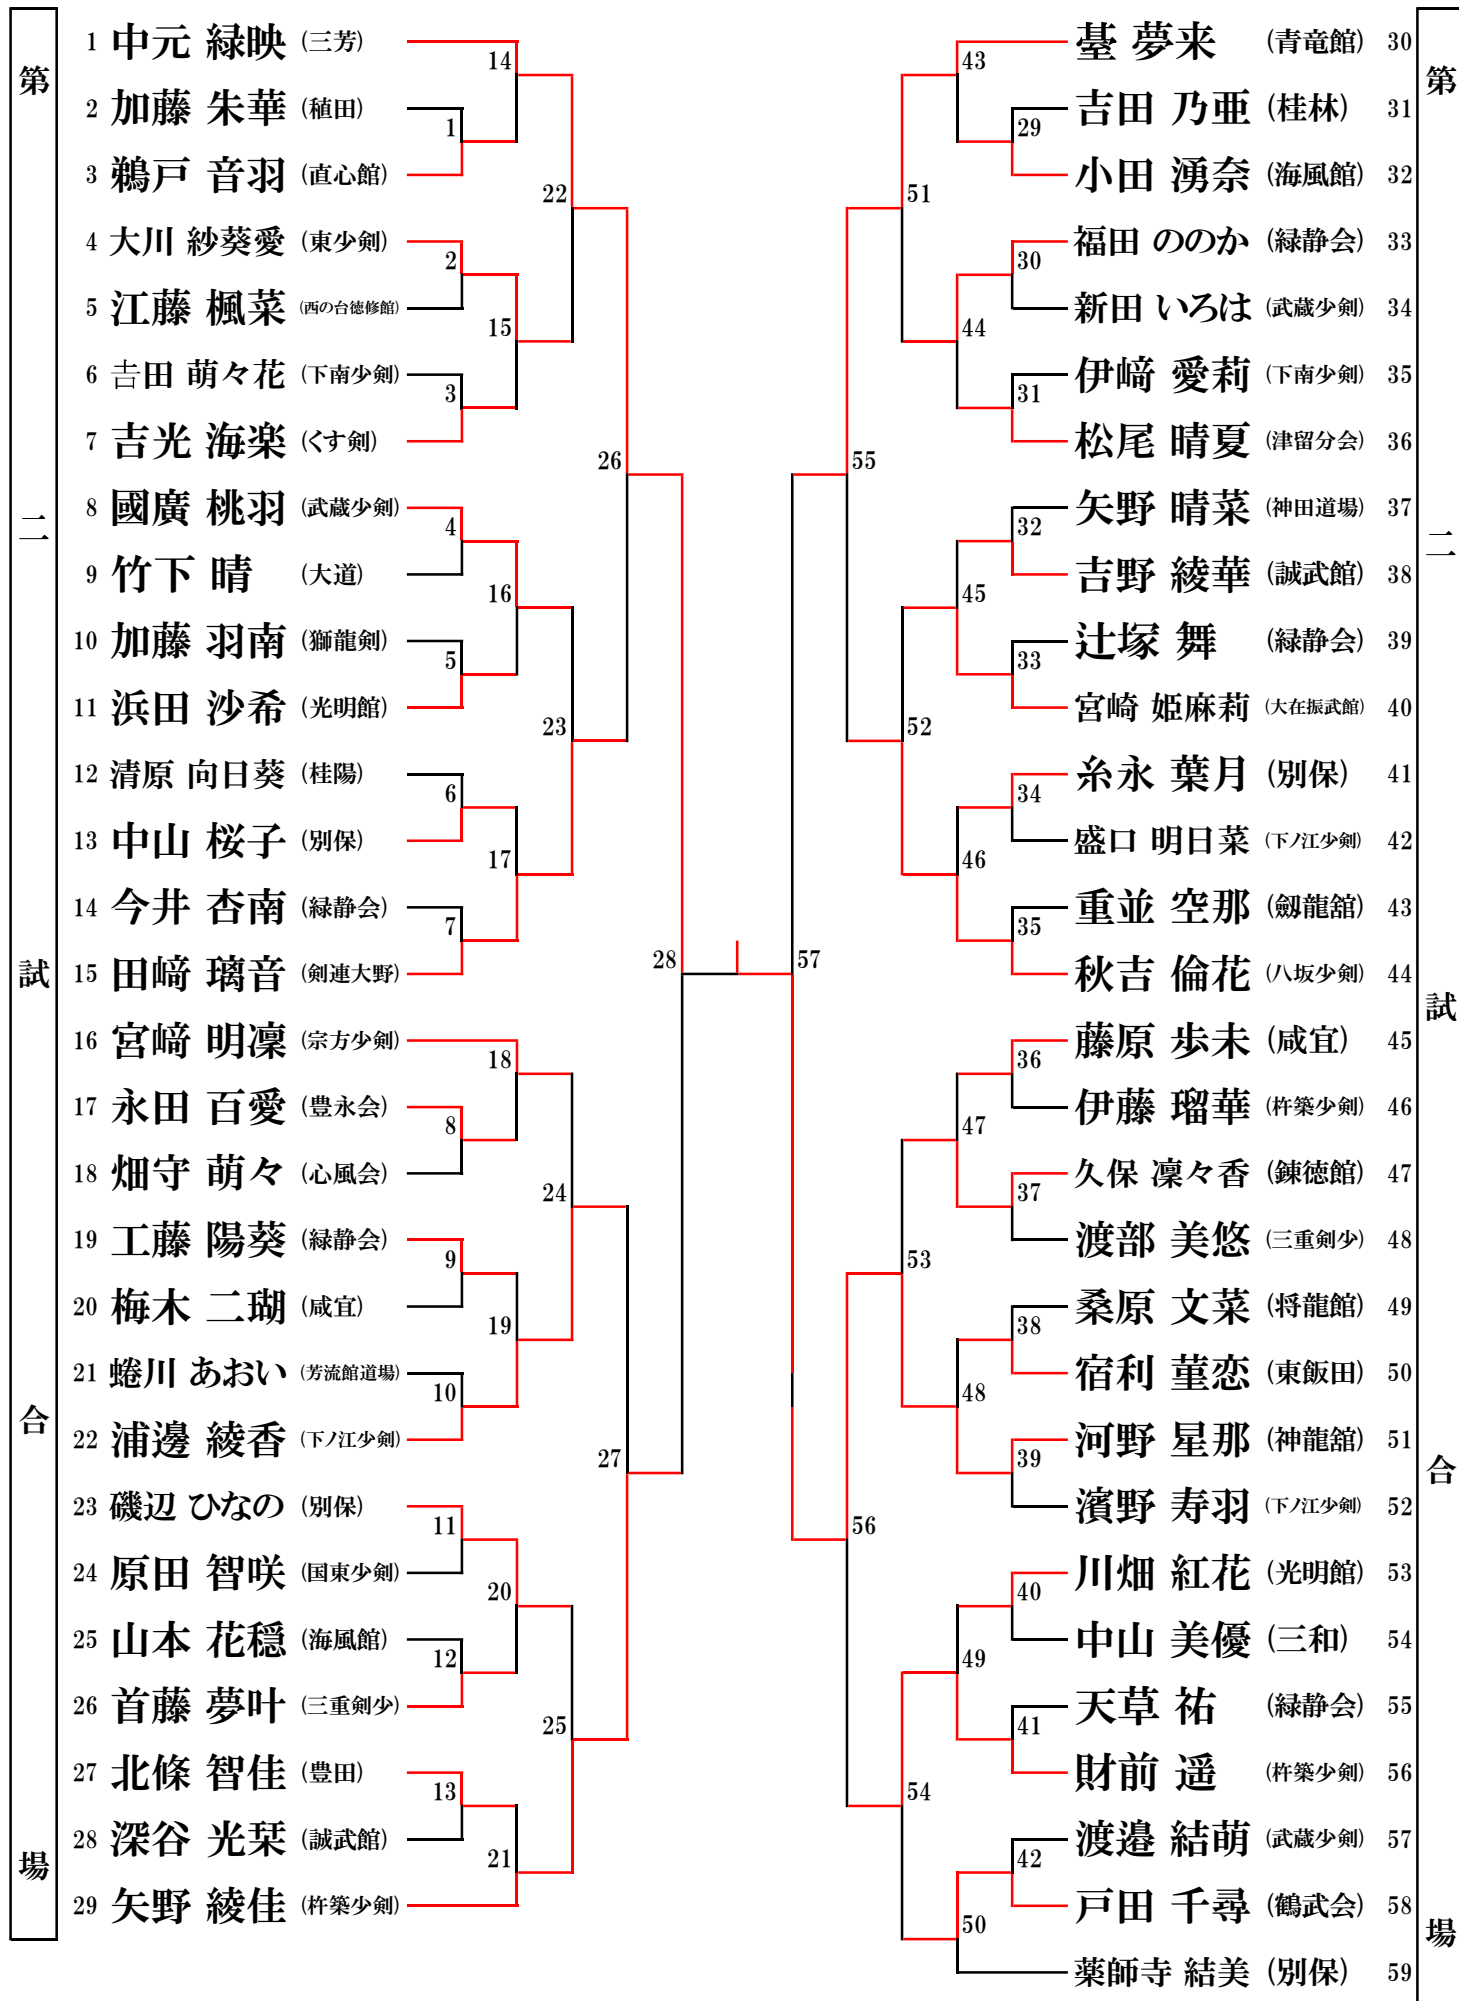 第二試合場
1 中元 緑映 (三芳)
2 加藤 朱華 (稙田)
3 鵜戸 音羽 (直心館)
4 大川 紗葵愛 (東少剣)
5 江藤 楓菜 (西の台徳修館)
6 𠮷田 萌々花 (下南少剣)
7 吉光 海楽 (くす剣)
8 國廣 桃羽 (武蔵少剣)
9 竹下 晴 (大道)
10 加藤 羽南 (獅龍剣)
11 浜田 沙希 (光明館)
12 清原 向日葵 (桂陽)
13 中山 桜子 (別保)
14 今井 杏南 (緑静会)
15 田﨑 璃音 (剣連大野)
16 宮﨑 明凜 (宗方少剣)
17 永田 百愛 (豊永会)
18 畑守 萌々 (心風会)
19 工藤 陽葵 (緑静会)
20 梅木 二瑚 (咸宜)
21 蜷川 あおい (芳流館道場)
22 浦邊 綾香 (下ノ江少剣)
23 磯辺 ひなの (別保)
24 原田 智咲 (国東少剣)
25 山本 花穏 (海風館)
26 首藤 夢叶 (三重剣少)
27 北條 智佳 (豊田)
28 深谷 光栞 (誠武館)
29 矢野 綾佳 (杵築少剣)
1
2
3
4
5
6
7
8
9
10
11
12
13
14
15
16
17
18
19
20
21
22
23
24
25
26
27
28
57
55
56
51
52
53
54
43
44
45
46
47
48
49
50
29
30
31
32
33
34
35
36
37
38
39
40
41
42
夢来 (青竜館) 30
吉田 乃亜 (桂林) 31
小田 湧奈 (海風館) 32
福田 ののか (緑静会) 33
新田 いろは (武蔵少剣) 34
伊﨑 愛莉 (下南少剣) 35
松尾 晴夏 (津留分会) 36
矢野 晴菜 (神田道場) 37
吉野 綾華 (誠武館) 38
辻塚 舞 (緑静会) 39
宮崎 姫麻莉 (大在振武館) 40
糸永 葉月 (別保) 41
盛口 明日菜 (下ノ江少剣) 42
重並 空那 (劔龍舘) 43
秋吉 倫花 (八坂少剣) 44
藤原 歩未 (咸宜) 45
伊藤 瑠華 (杵築少剣) 46
久保 凜々香 (錬徳館) 47
渡部 美悠 (三重剣少) 48
桑原 文菜 (将龍館) 49
宿利 菫恋 (東飯田) 50
河野 星那 (神龍舘) 51
濱野 寿羽 (下ノ江少剣) 52
川畑 紅花 (光明館) 53
中山 美優 (三和) 54
天草 祐 (緑静会) 55
財前 遥 (杵築少剣) 56
渡邉 結萌 (武蔵少剣) 57
戸田 千尋 (鶴武会) 58
薬師寺 結美 (別保) 59
第二試合場